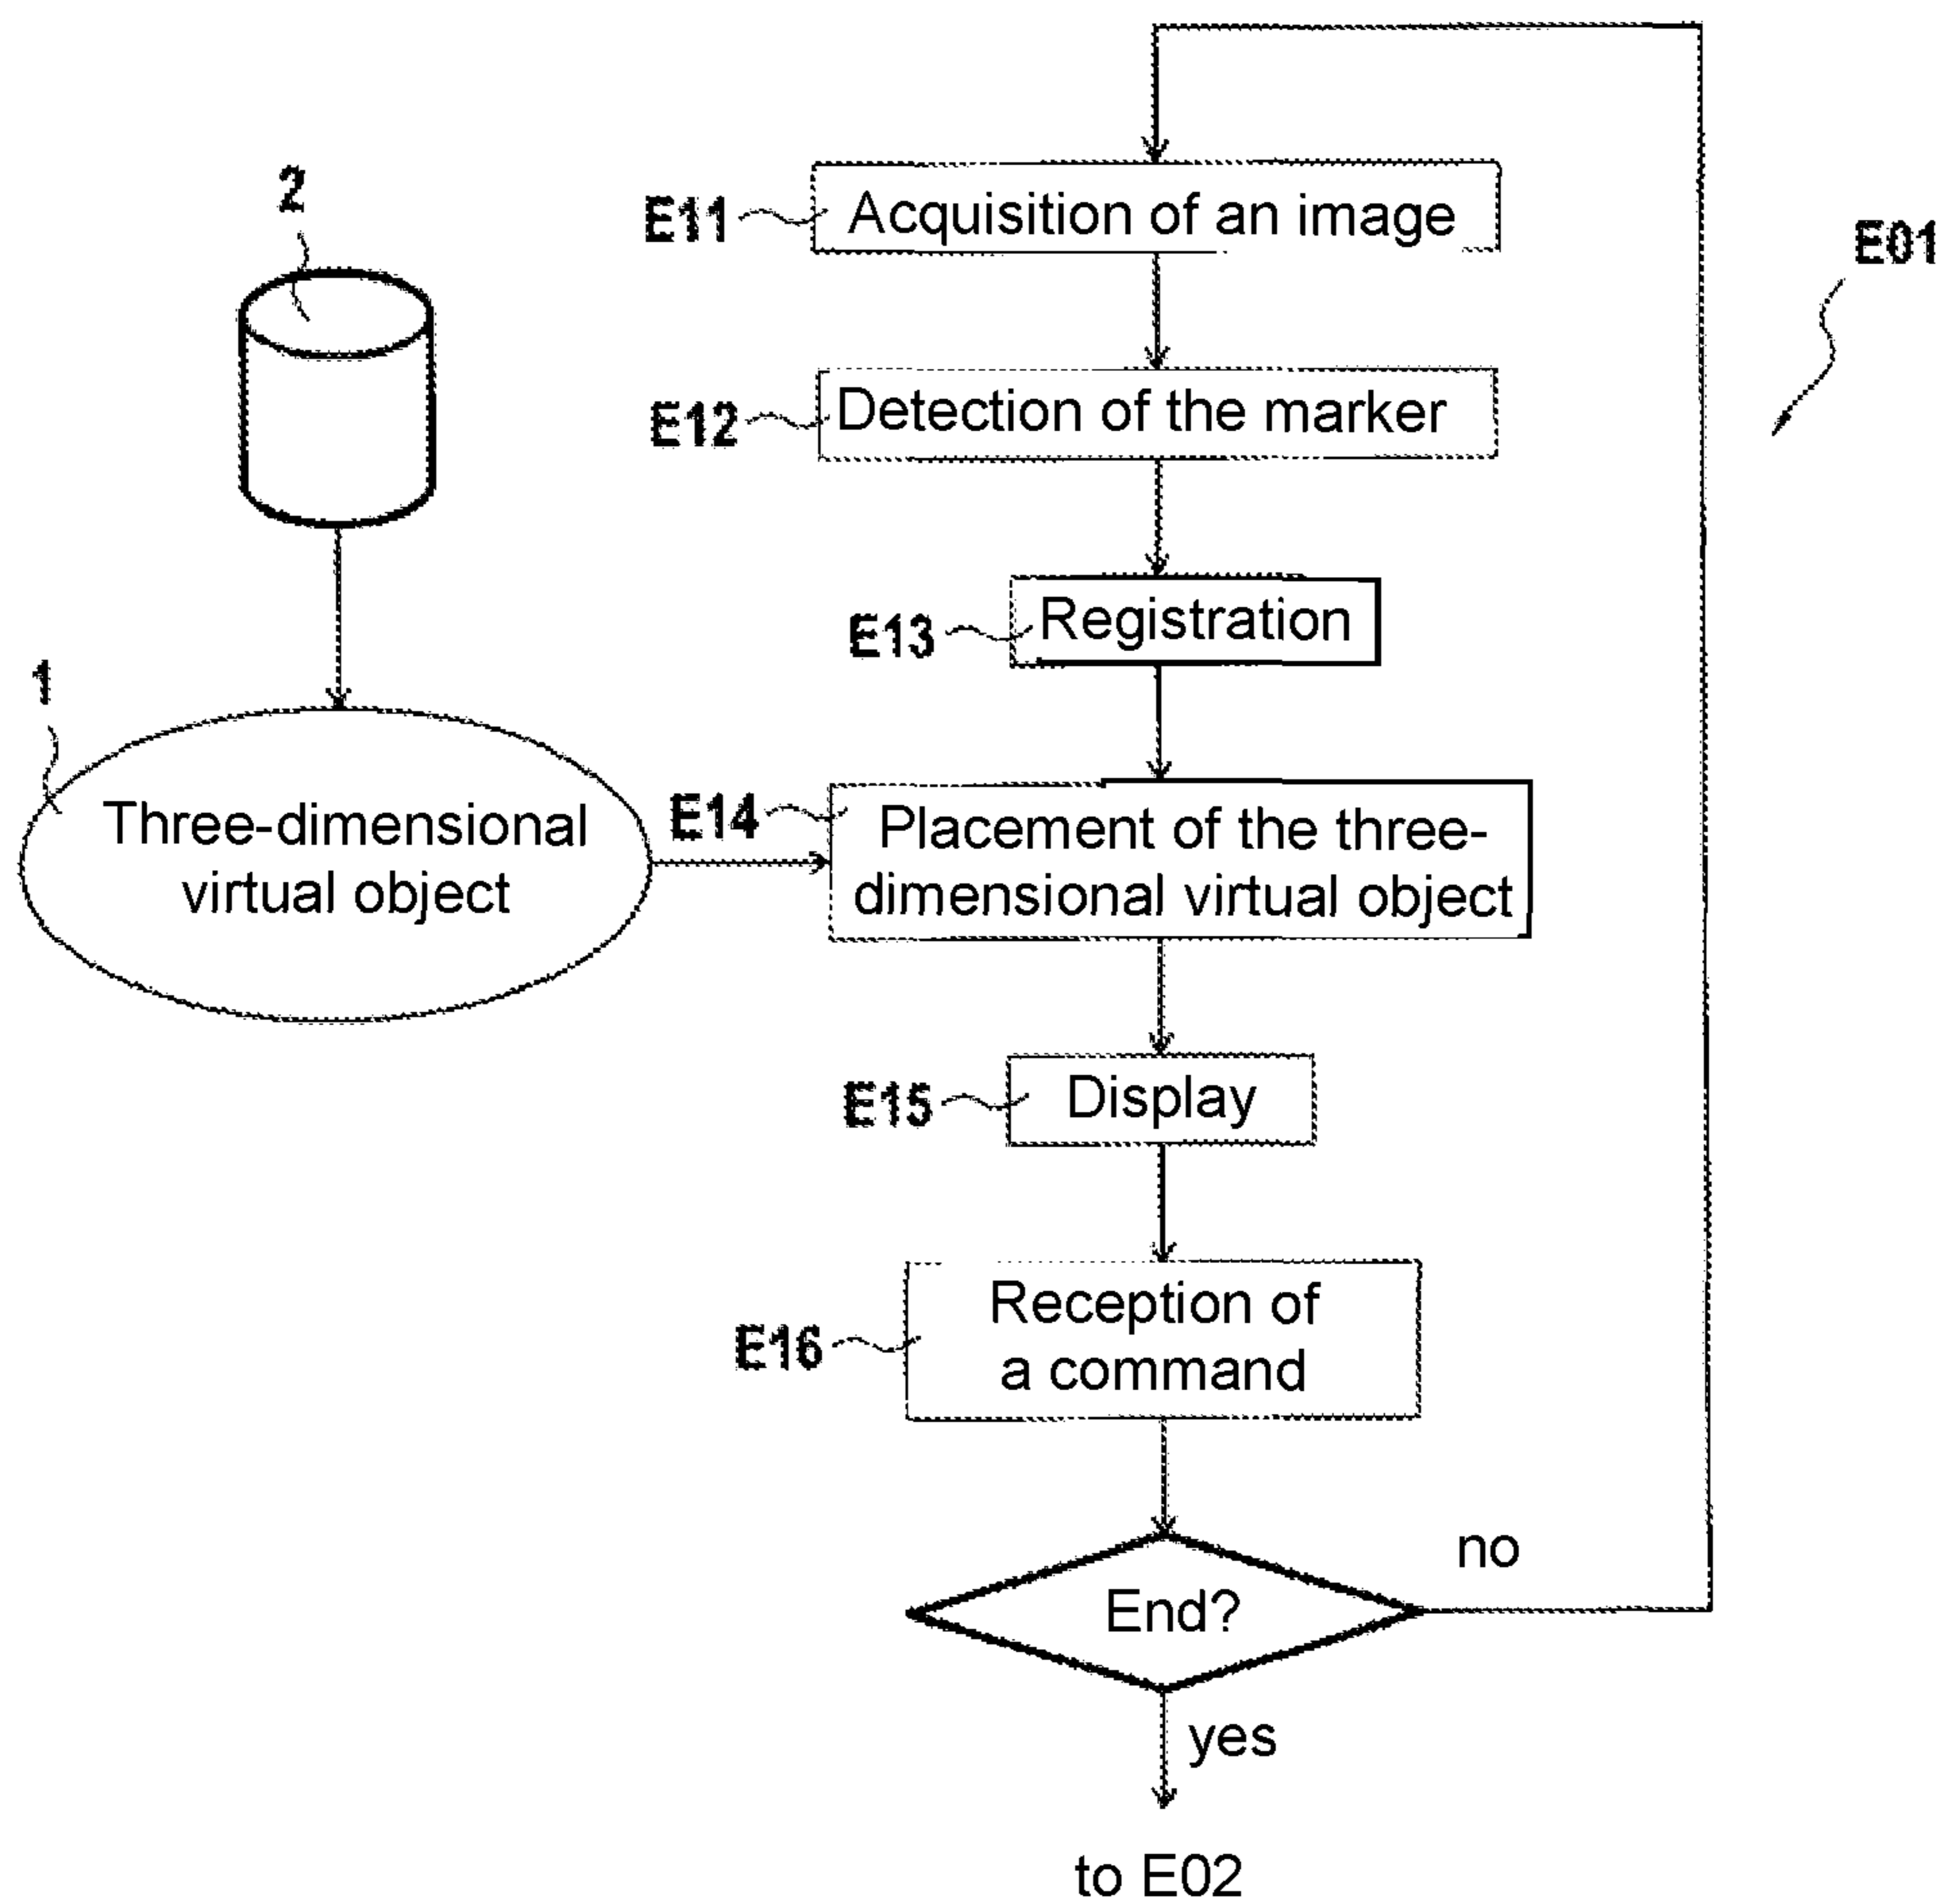 E11
Acquisition of an image
E01
2
E12
Detection of the marker
E13
Registration
1
Three-dimensional
virtual object
E14
Placement of the three-
dimensional virtual object
E15
Display
E16
Reception of
a command
End?
no
yes
to E02